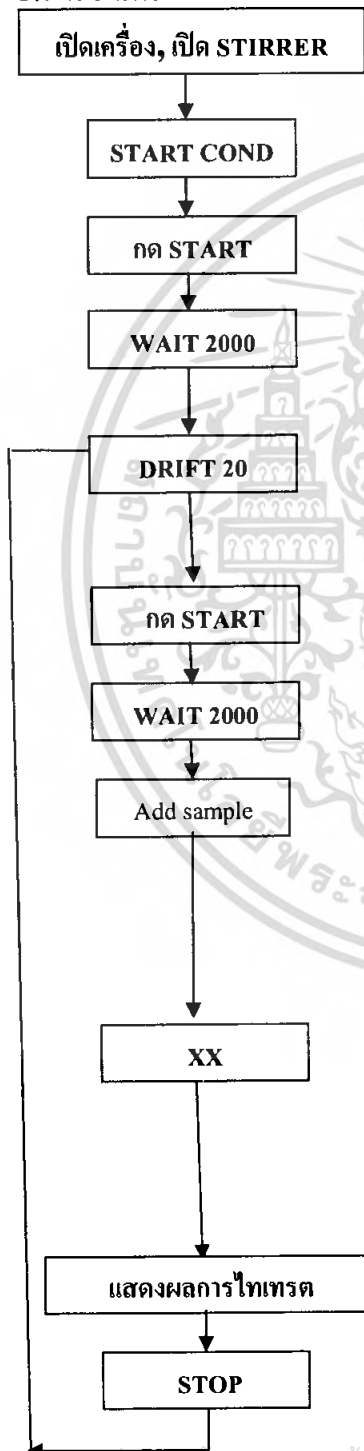 เปิดเครื่อง, เปิด STIRRER
START COND
กด START
WAIT 2000
DRIFT 20
กด START
WAIT 2000
Add sample
XX
แสดงผลการไทเทรต
STOP